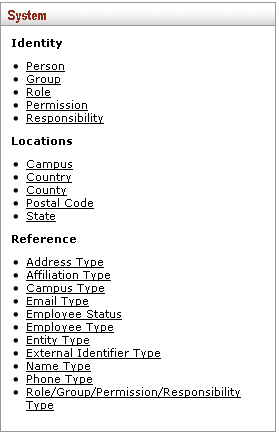 System
Identity
Person
Group
Role
Permission
Responsibility
Locations
Campus
Country
County
Postal Code
State
Reference
Address Type
Affiliation Type
Campus Type
Email Type
Employee Status
Employee Type
Entity Type
External Identifier Type
Name Type
Phone Type
Role/Group/Permission/Responsibility
Type